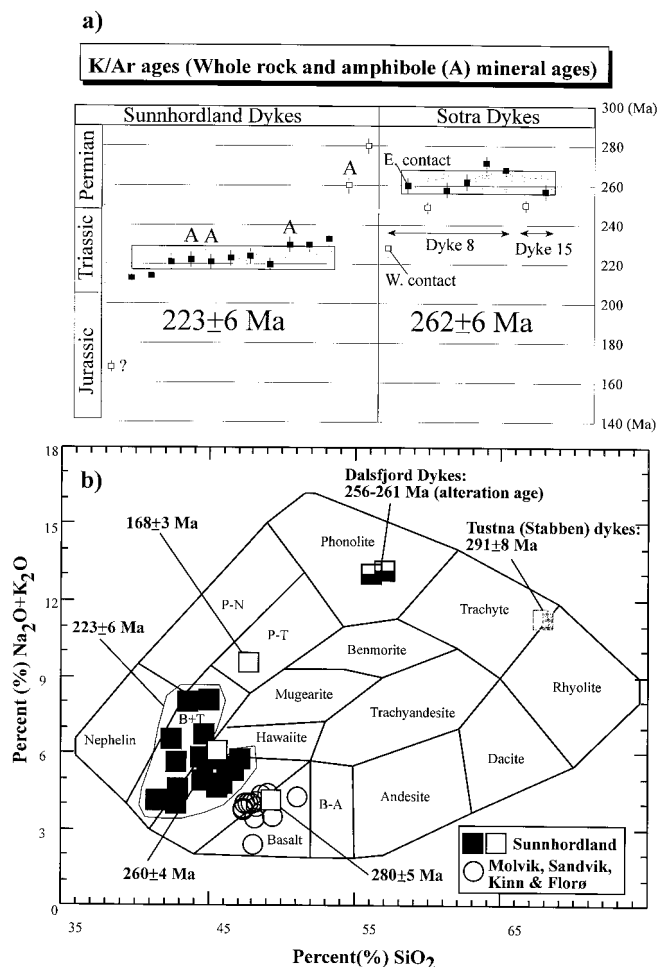 a)
K/Ar ages (Whole rock and amphibole (A) mineral ages)
Sunnhordland Dykes
Sotra Dykes
300 (Ma)
280
260
240
220
200
180
160
140 (Ma)
Permian
Triassic
Jurassic
A
A A
A
E. contact
Dyke 8
Dyke 15
W. contact
223±6 Ma
262±6 Ma
?
b)
18
15
12
9
6
3
0
Percent (%) Na2O+K2O
Dalsfjord Dykes:
256-261 Ma (alteration age)
168±3 Ma
Tustna (Stabben) dykes:
291±8 Ma
Phonolite
P-N
Trachyte
223±6 Ma
P-T
Benmorite
Rhyolite
B+T
Mugearite
Nephelin
Trachyandesite
Hawaiite
Dacite
B-A
Andesite
Basalt
260±4 Ma
280±5 Ma
Sunnhordland
Molvik, Sandvik,
Kinn & Florø
35
45
55
65
Percent(%) SiO2